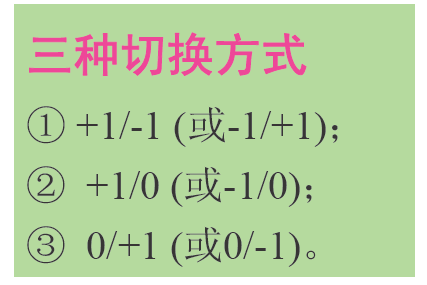 三种切换方式
① +1/-1 (或-1/+1);
② +1/0 (或-1/0);
③ 0/+1 (或0/-1)。